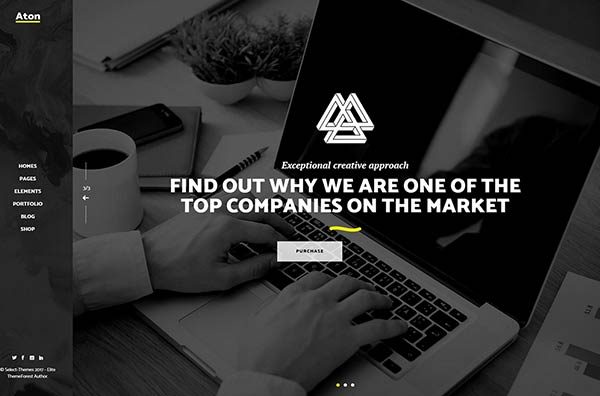 Aton
HOMES
PAGES
ELEMENTS
PORTFOLIO
BLOG
SHOP
3/3
Exceptional creative approach
FIND OUT WHY WE ARE ONE OF THE
TOP COMPANIES ON THE MARKET
PURCHASE
© Select-Themes 2017 - Elite
ThemeForest Author.